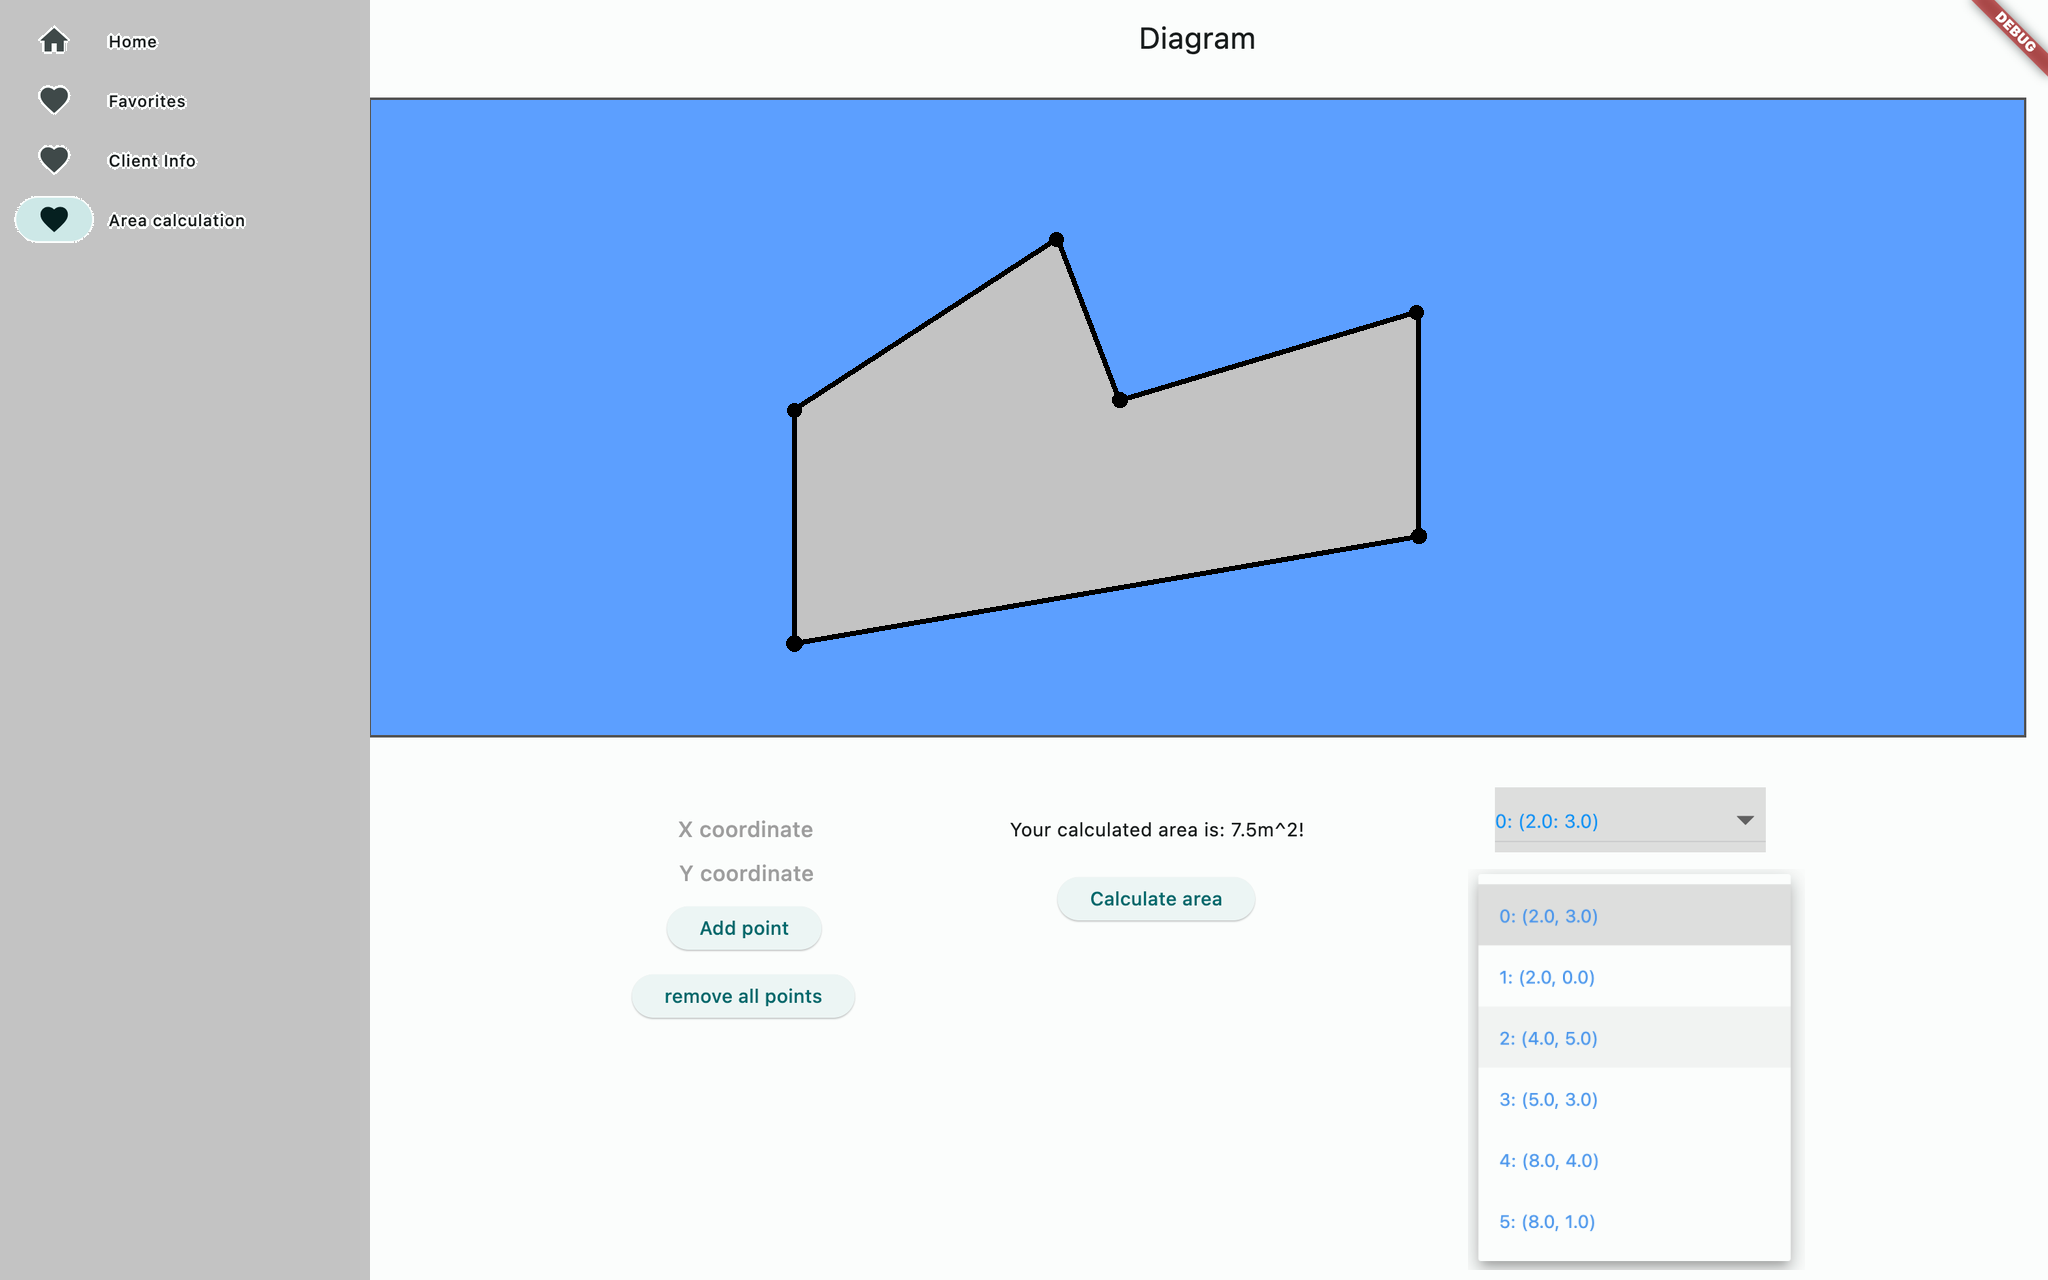 Home
Favorites
Client Info
Area calculation
Diagram
DEBUG
X coordinate
Y coordinate
Add point
remove all points
Your calculated area is: 7.5m^2!
Calculate area
0: (2.0: 3.0)
0: (2.0, 3.0)
1: (2.0, 0.0)
2: (4.0, 5.0)
3: (5.0, 3.0)
4: (8.0, 4.0)
5: (8.0, 1.0)